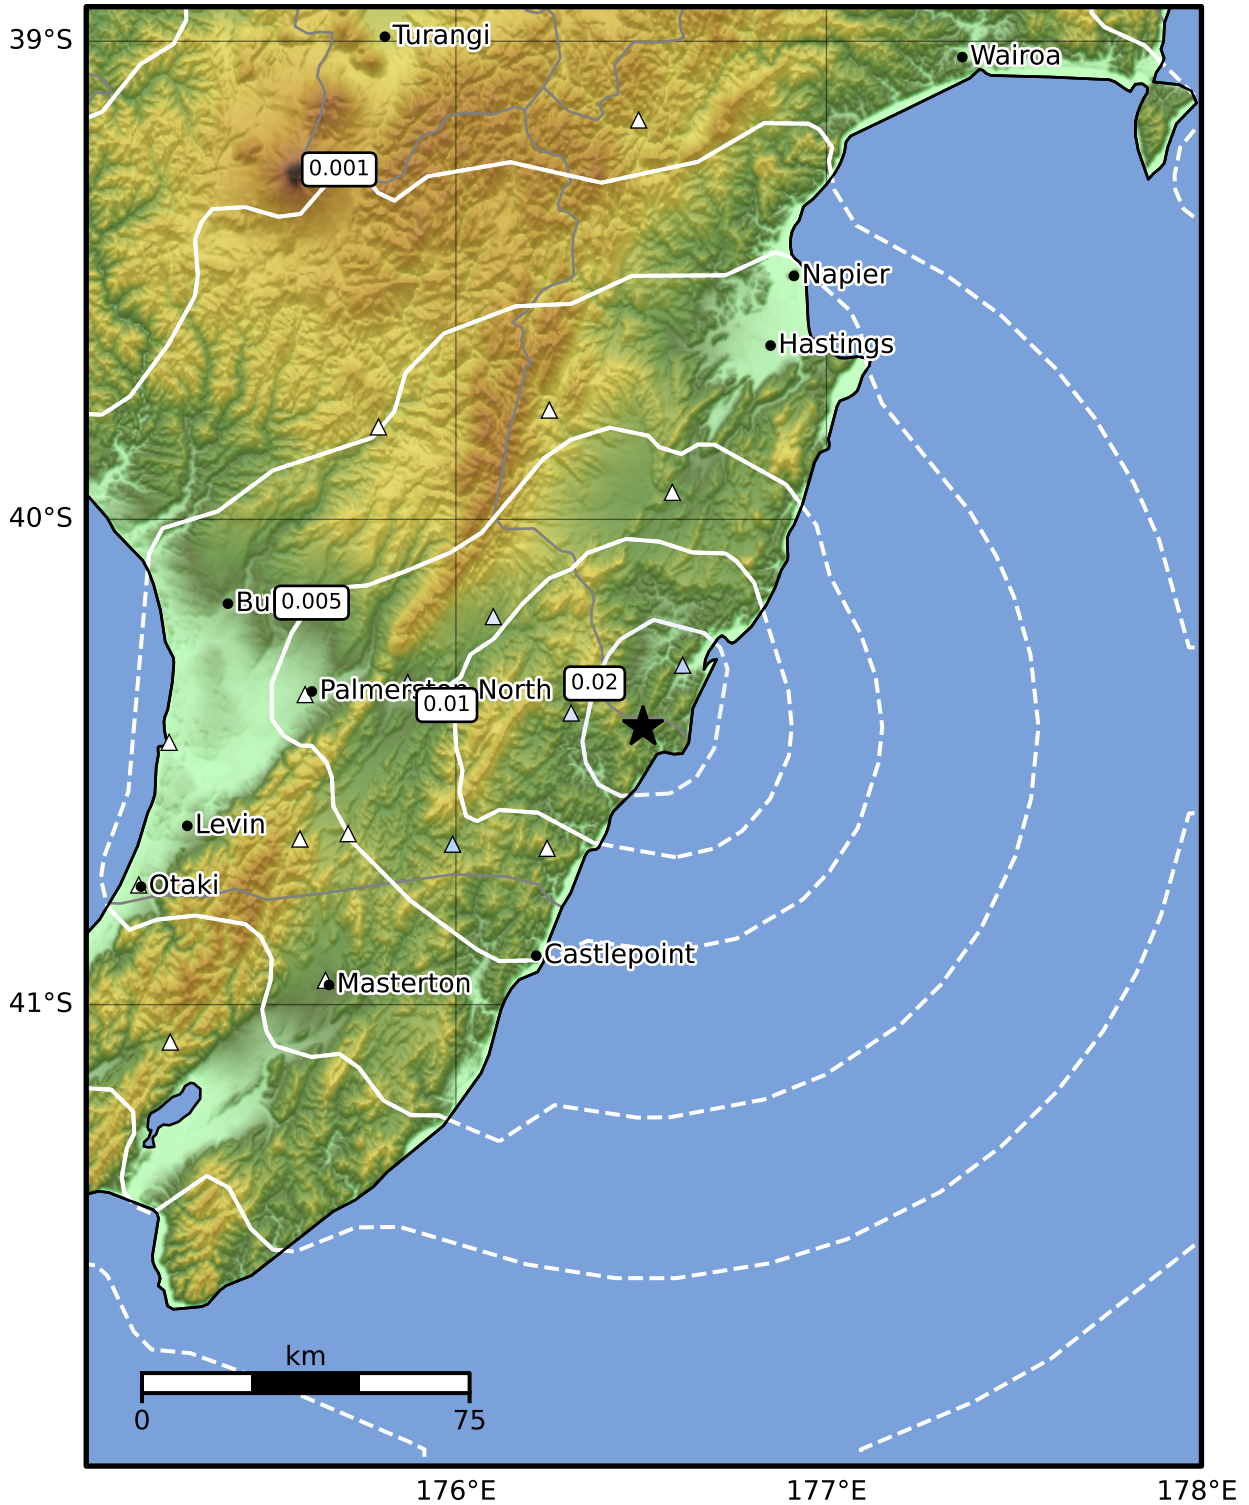 39°S
Turangi
Wairoa
0.001
Napier
Hastings
40°S
Bu
0.005
Palmerston North
0.02
0.01
Levin
Otaki
Castlepoint
Masterton
41°S
km
0 75
176°E 177°E 178°E